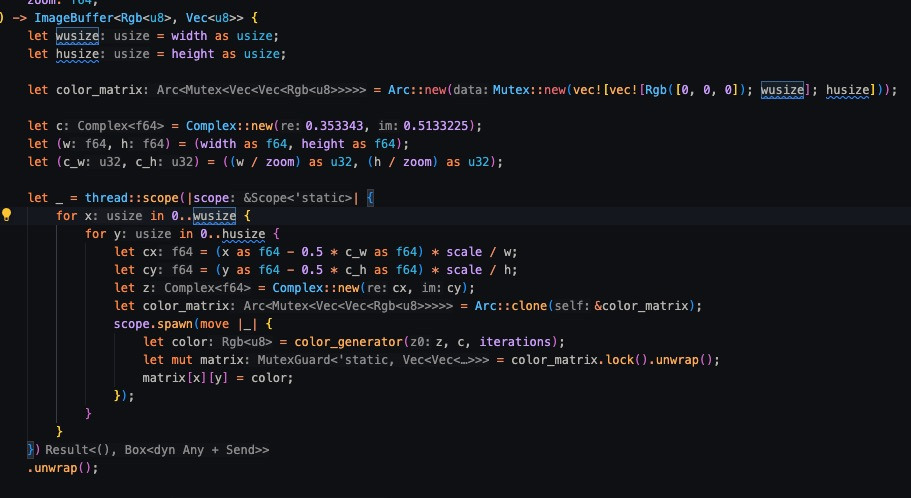 zoom: f64,
) -> ImageBuffer<Rgb<u8>, Vec<u8>> {
let wusize: usize = width as usize;
let husize: usize = height as usize;
let color_matrix: Arc<Mutex<Vec<Vec<Rgb<u8>>>>> = Arc::new(data: Mutex::new(vec![vec![Rgb([0, 0, 0]); wusize]; husize]));
let c: Complex<f64> = Complex::new(re: 0.353343, im: 0.5133225);
let (w: f64, h: f64) = (width as f64, height as f64);
let (c_w: u32, c_h: u32) = ((w / zoom) as u32, (h / zoom) as u32);
let _ = thread::scope(|scope: &Scope<'static>| {
for x: usize in 0..wusize {
for y: usize in 0..husize {
let cx: f64 = (x as f64 - 0.5 * c_w as f64) * scale / w;
let cy: f64 = (y as f64 - 0.5 * c_h as f64) * scale / h;
let z: Complex<f64> = Complex::new(re: cx, im: cy);
let color_matrix: Arc<Mutex<Vec<Vec<Rgb<u8>>>>> = Arc::clone(self: &color_matrix);
scope.spawn(move |_| {
let color: Rgb<u8> = color_generator(z0: z, c, iterations);
let mut matrix: MutexGuard<'static, Vec<Vec<…>>> = color_matrix.lock().unwrap();
matrix[x][y] = color;
});
}
}
}) Result<(), Box<dyn Any + Send>>
.unwrap();